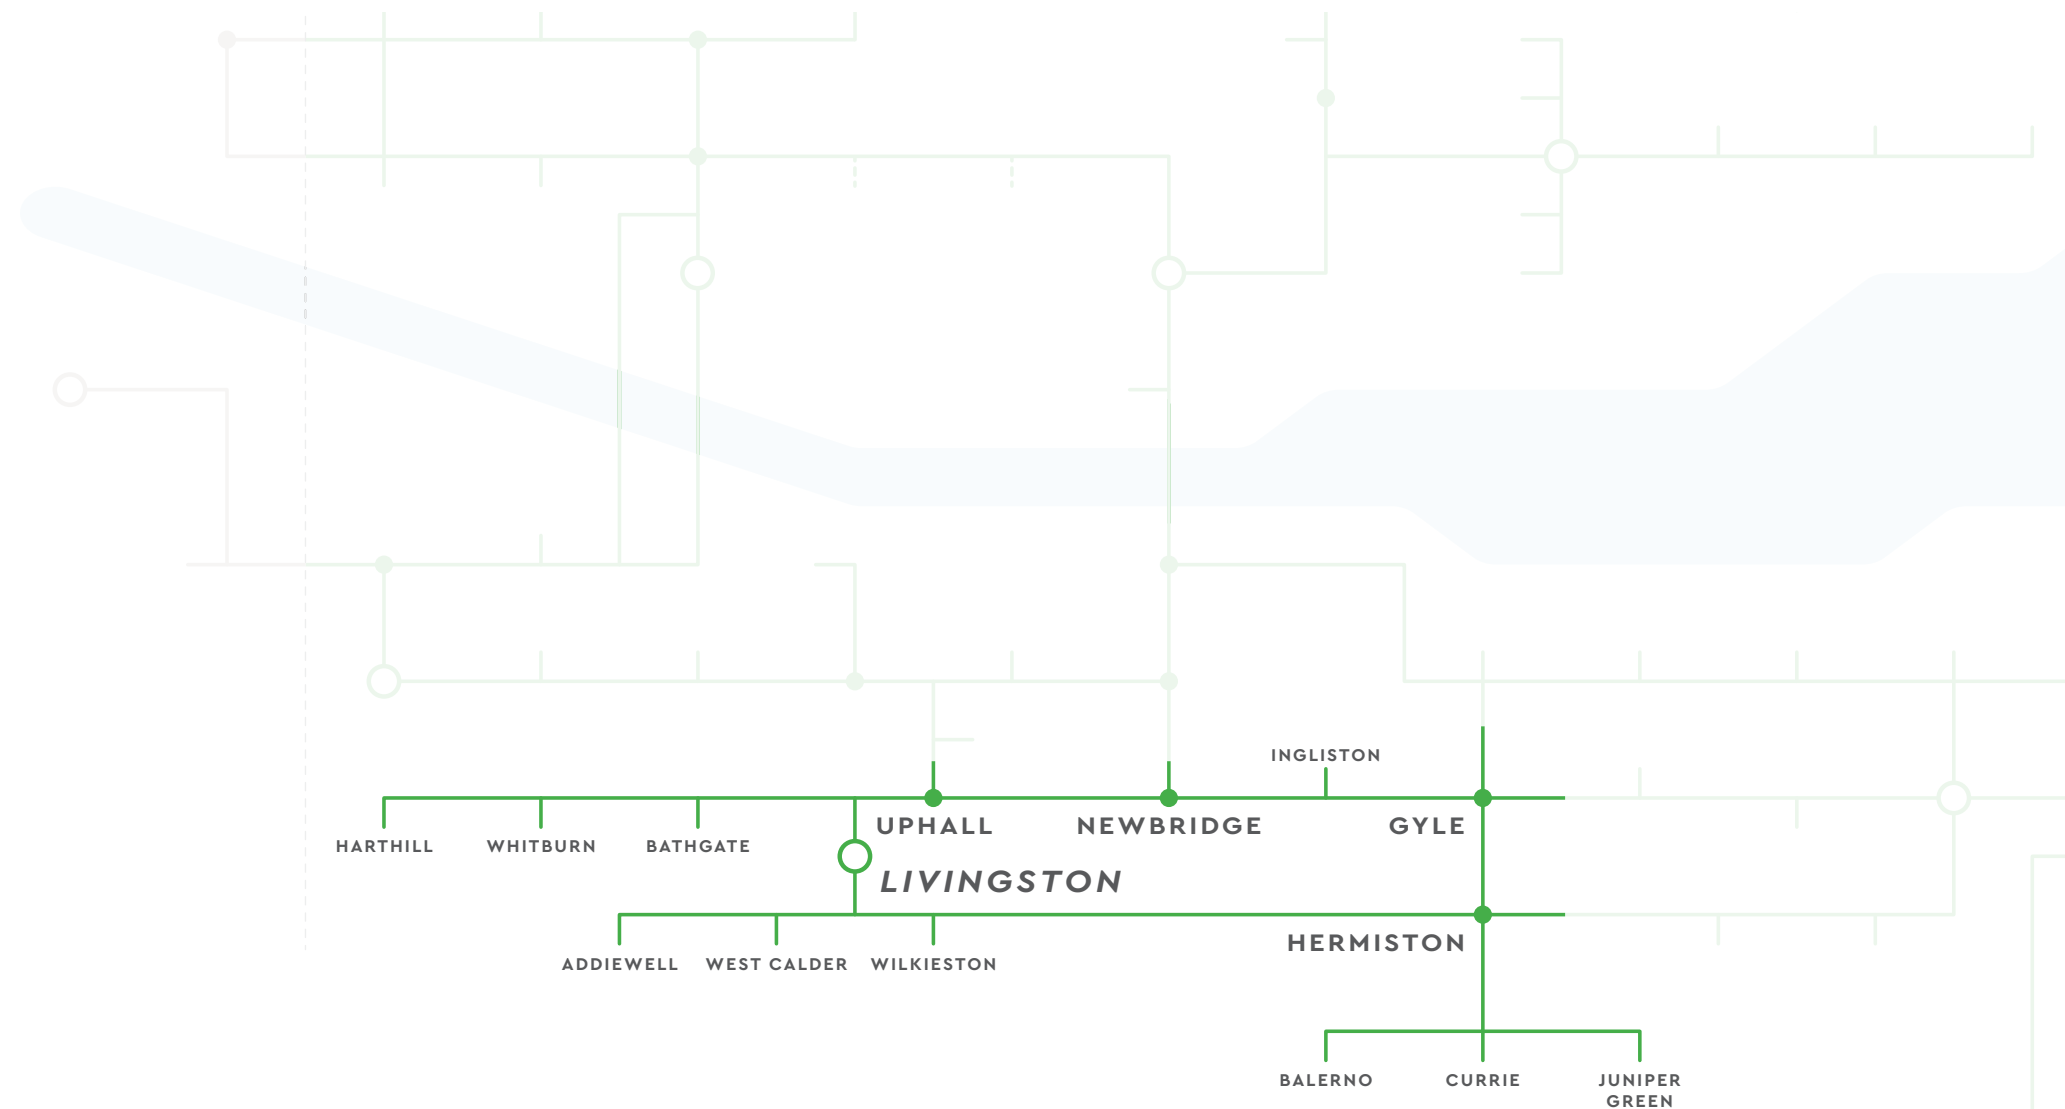 INGLISTON
UPHALL
NEWBRIDGE
GYLE
HARTHILL
WHITBURN
BATHGATE
LIVINGSTON
HERMISTON
ADDIEWELL
WEST CALDER
WILKIESTON
BALERNO
CURRIE
JUNIPER
GREEN